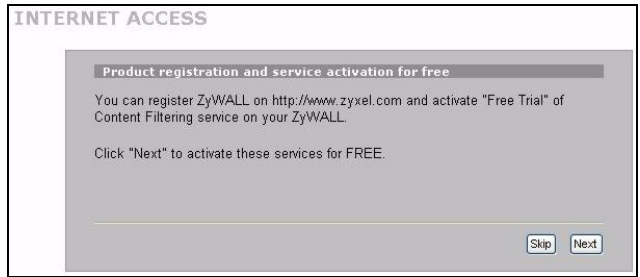 INTERNET ACCESS
Product registration and service activation for free
You can register ZyWALL on http://www.zyxel.com and activate "Free Trial" of
Content Filtering service on your ZyWALL.
Click "Next" to activate these services for FREE.
Skip Next